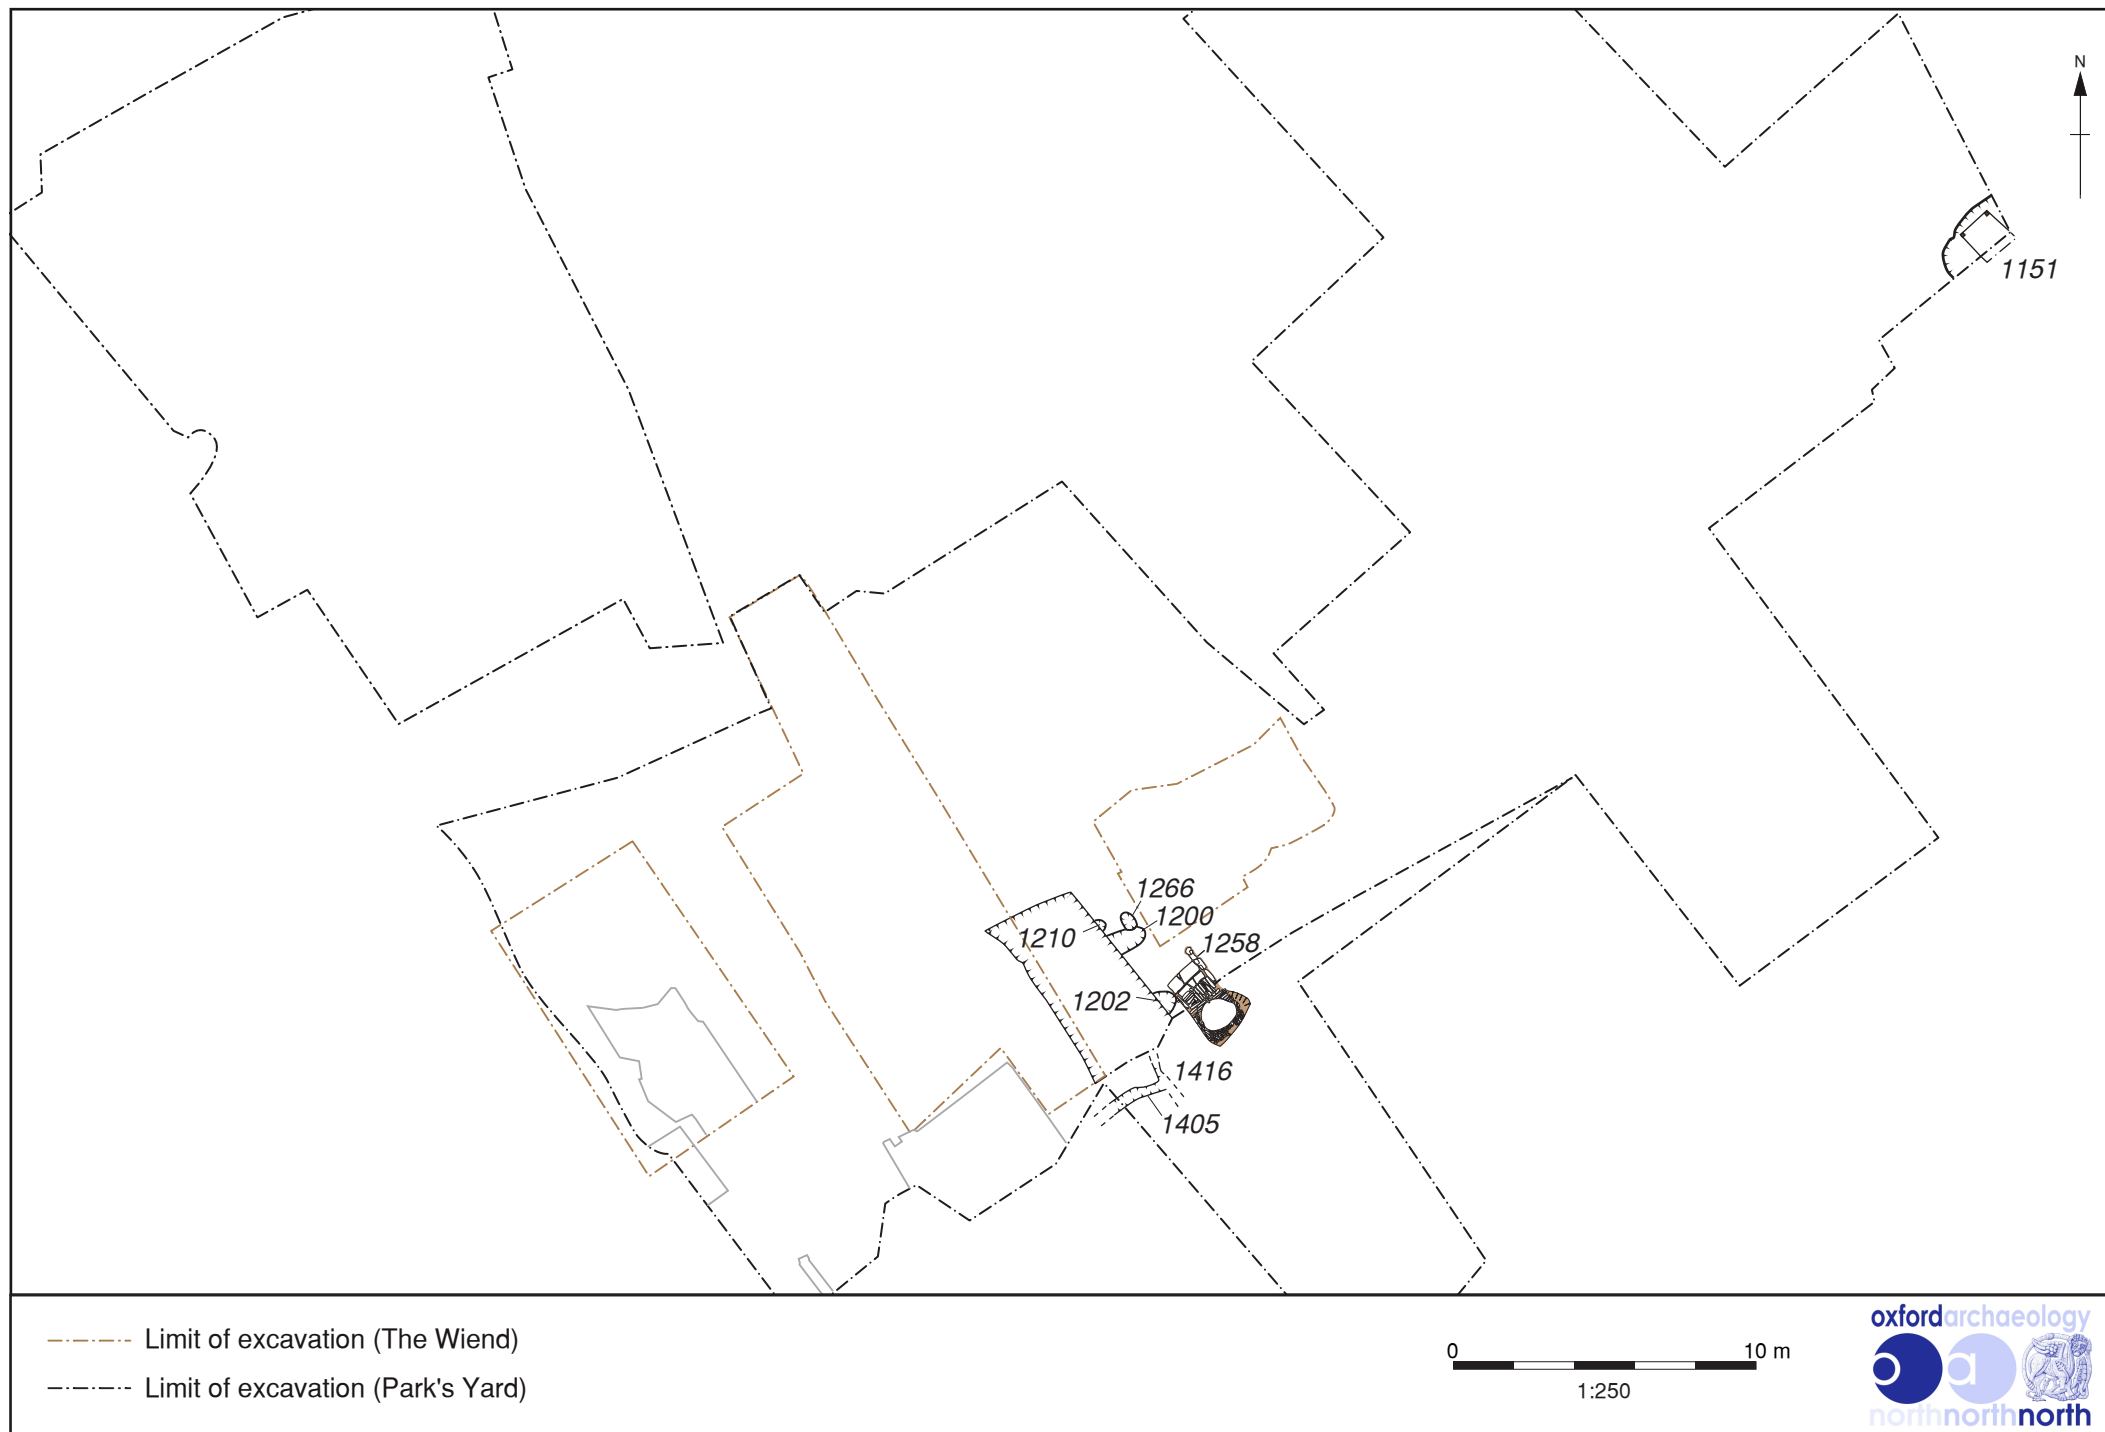 N
1151
1266
1200
1210
1258
1202
1416
1405
Limit of excavation (The Wiend)
Limit of excavation (Park's Yard)
0 10 m
1:250
oxfordarchaeology
oa
northnorthnorth